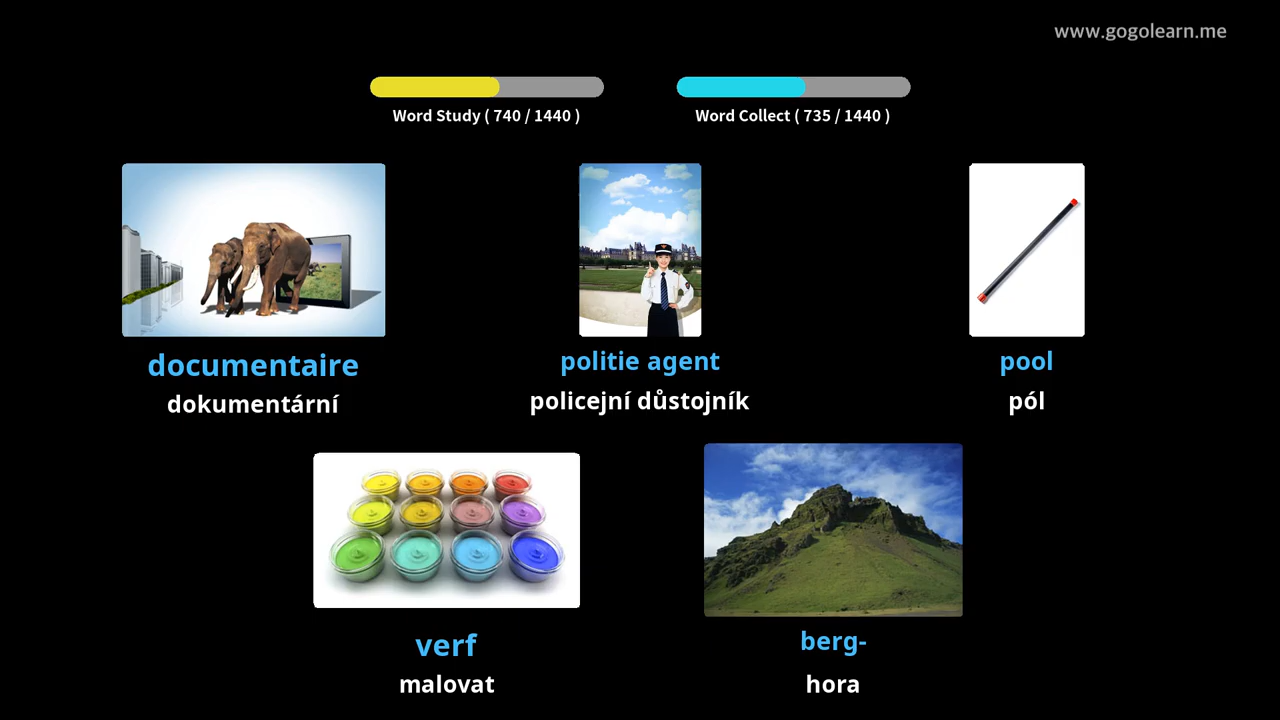 www.gogolearn.me
Word Study ( 740 / 1440 )
Word Collect ( 735 / 1440 )
documentaire
dokumentární
politie agent
policejní důstojník
pool
pól
verf
malovat
berg-
hora